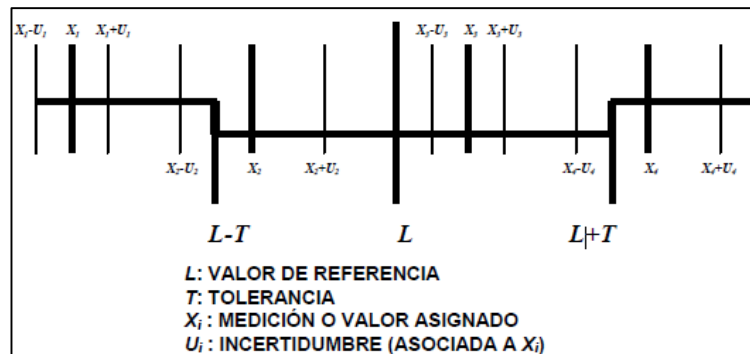 X₁-U₁ X₁ X₁+U₁ X₃-U₃ X₃ X₃+U₃
X₂-U₂ X₂ X₂+U₂ X₄-U₄ X₄ X₄+U₄
L-T L L+T
L: VALOR DE REFERENCIA
T: TOLERANCIA
Xᵢ : MEDICIÓN O VALOR ASIGNADO
Uᵢ : INCERTIDUMBRE (ASOCIADA A Xᵢ)